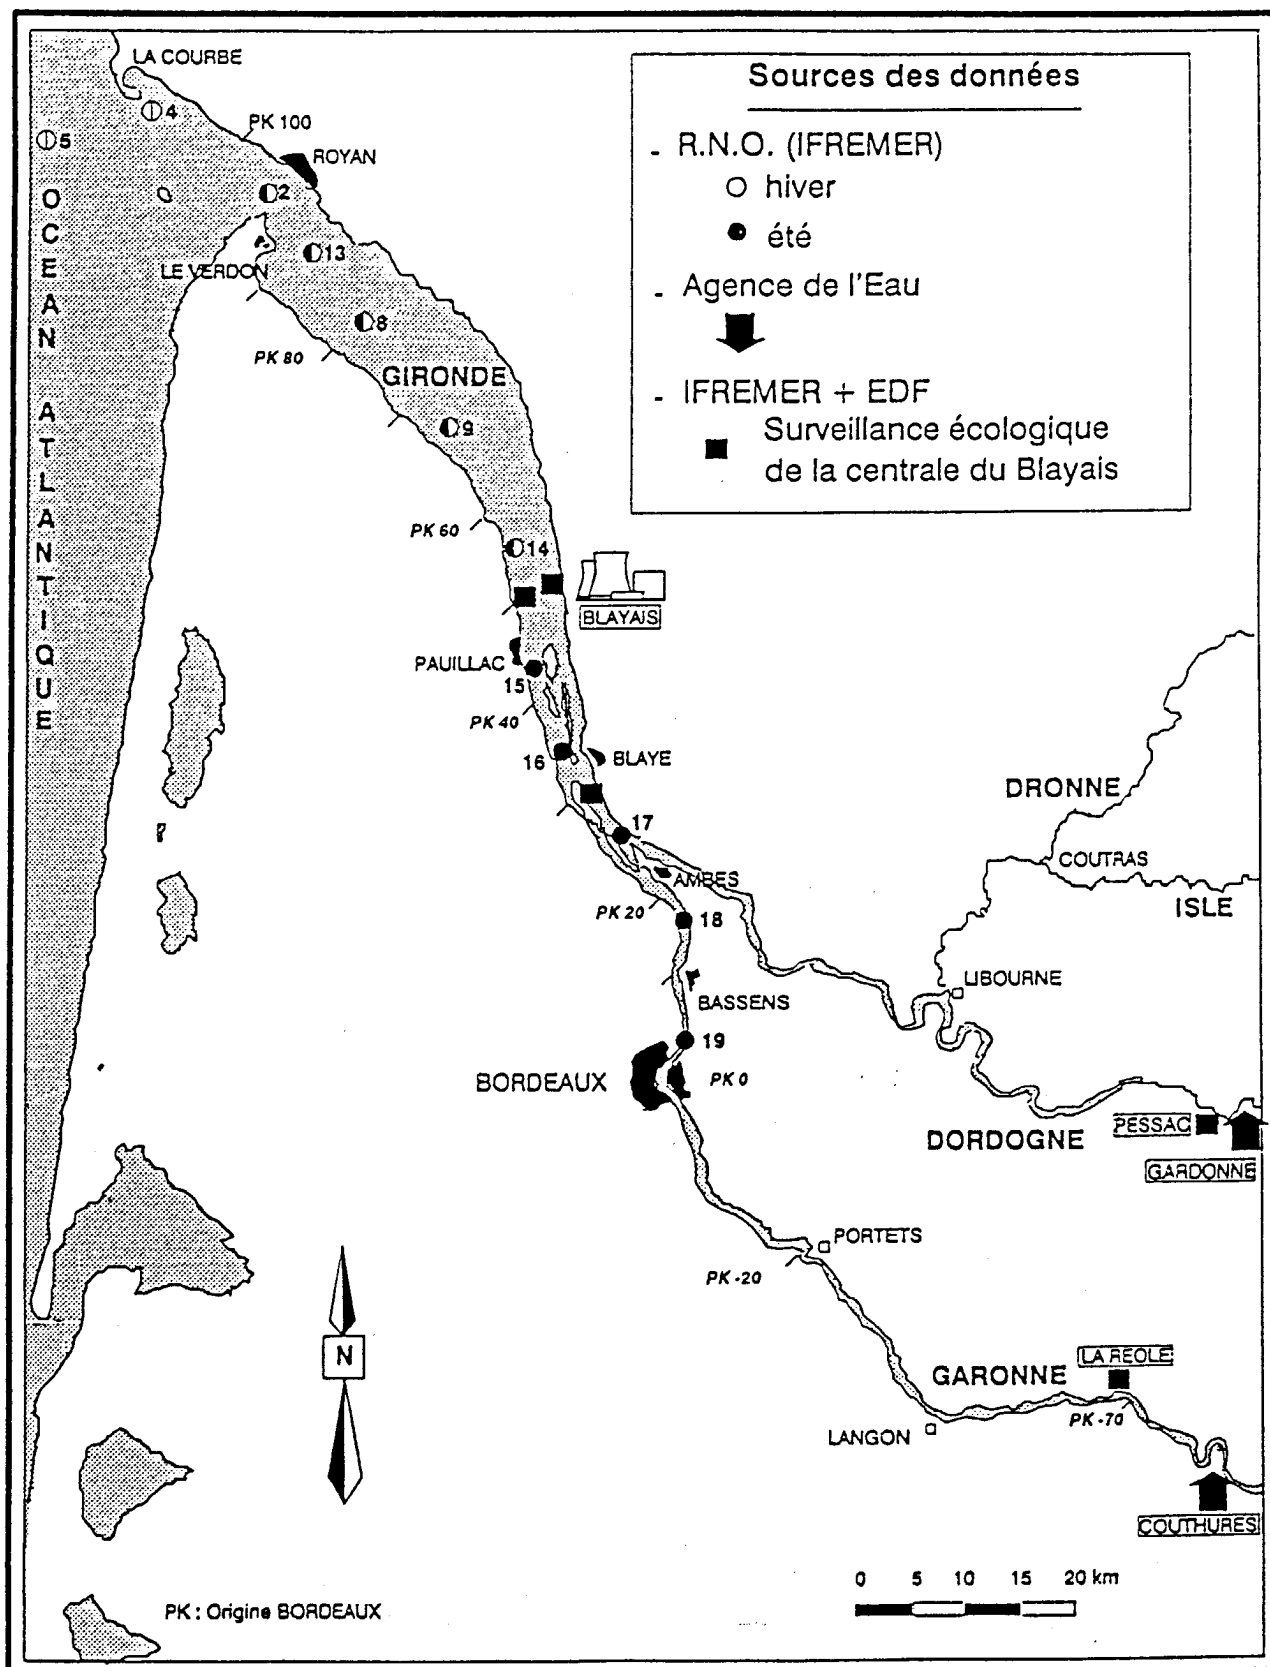 LA COURBE
4
5
PK 100
ROYAN
2
13
LE VERDON
8
PK 80
GIRONDE
9
OCEAN ATLANTIQUE
PK 60
14
BLAYAIS
PAUILLAC
15
PK 40
16
BLAYE
17
AMBES
PK 20
18
BASSENS
19
BORDEAUX
PK 0
DRONNE
COUTRAS
ISLE
LIBOURNE
DORDOGNE
PESSAC
GARDONNE
PORTETS
PK -20
GARONNE
LA REOLE
PK -70
LANGON
COUTHURES
Sources des données
- R.N.O. (IFREMER)
hiver
été
- Agence de l'Eau
- IFREMER + EDF
Surveillance écologique
de la centrale du Blayais
N
0 5 10 15 20 km
PK : Origine BORDEAUX